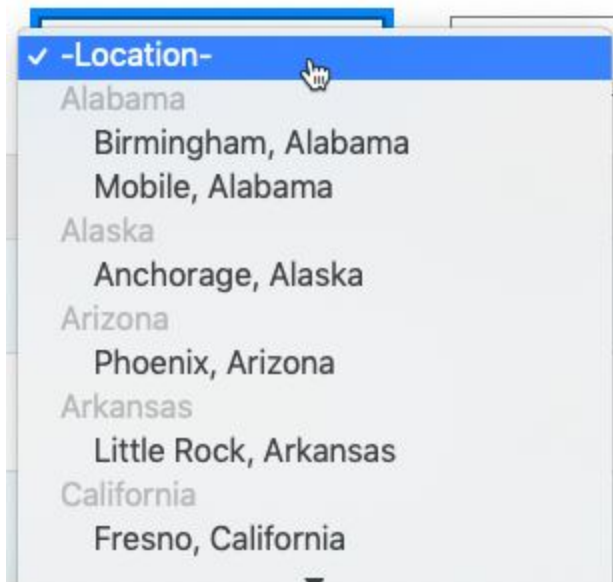 -Location-
Alabama
Birmingham, Alabama
Mobile, Alabama
Alaska
Anchorage, Alaska
Arizona
Phoenix, Arizona
Arkansas
Little Rock, Arkansas
California
Fresno, California